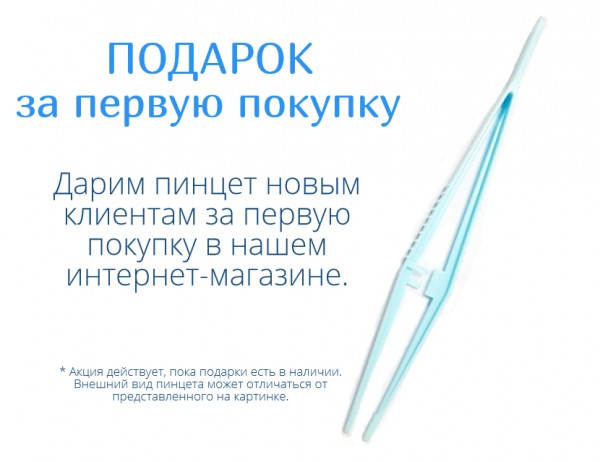 ПОДАРОК
за первую покупку
Дарим пинцет новым
клиентам за первую
покупку в нашем
интернет-магазине.
* Акция действует, пока подарки есть в наличии.
Внешний вид пинцета может отличаться от
представленного на картинке.